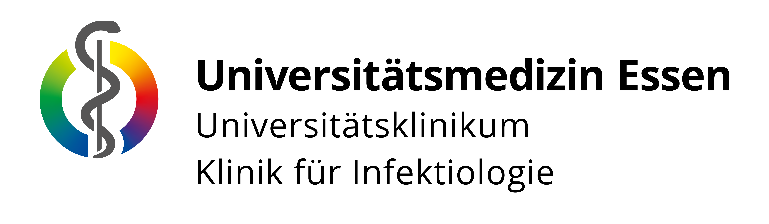 Universitätsmedizin Essen
Universitätsklinikum
Klinik für Infektiologie